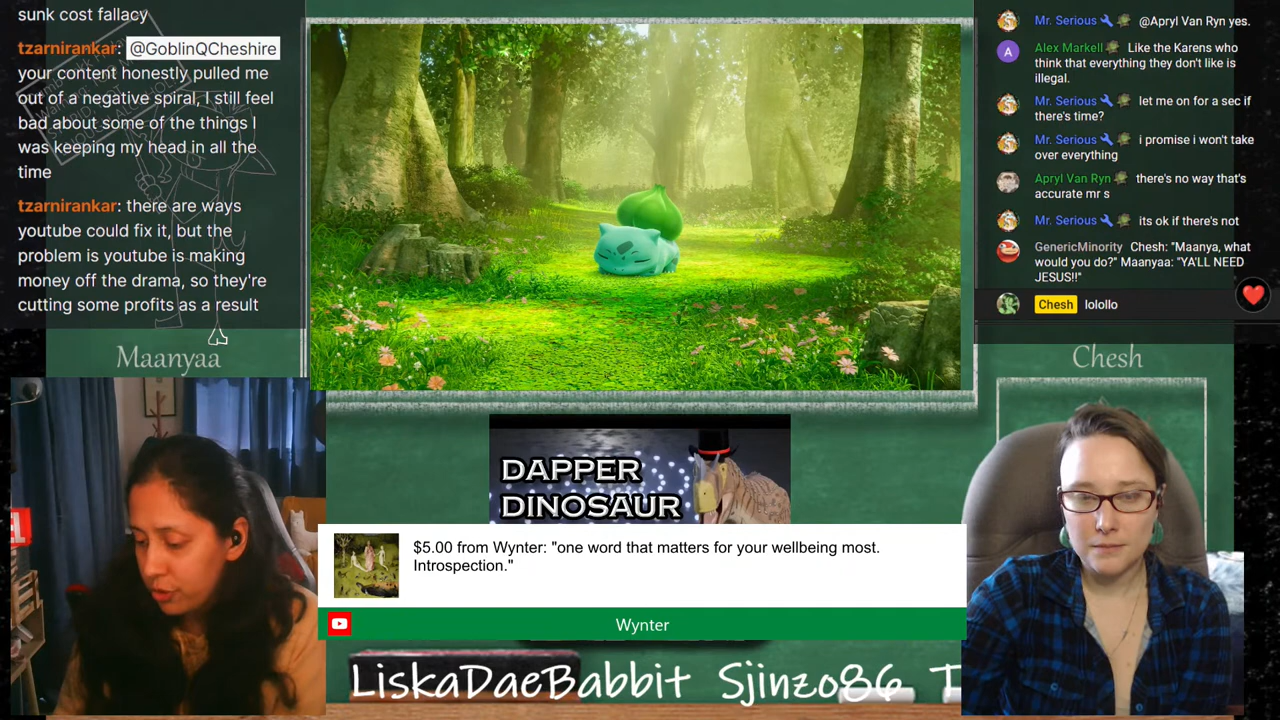 sunk cost fallacy
tzarnirankar: @GoblinQCheshire
your content honestly pulled me
out of a negative spiral, I still feel
bad about some of the things I
was keeping my head in all the
time
tzarnirankar: there are ways
youtube could fix it, but the
problem is youtube is making
money off the drama, so they're
cutting some profits as a result
Maanyaa
Mr. Serious @Apryl Van Ryn yes.
A
Alex Markell Like the Karens who
think that everything they don't like is
illegal.
Mr. Serious let me on for a sec if
there's time?
Mr. Serious i promise i won't take
over everything
Apryl Van Ryn there's no way that's
accurate mr s
Mr. Serious its ok if there's not
GenericMinority Chesh: "Maanya, what
would you do?" Maanyaa: "YA'LL NEED
JESUS!!"
Chesh lolollo
Chesh
DAPPER
DINOSAUR
$5.00 from Wynter: "one word that matters for your wellbeing most.
Introspection."
Wynter
LiskaDaeBabbit Sjinzo86 T